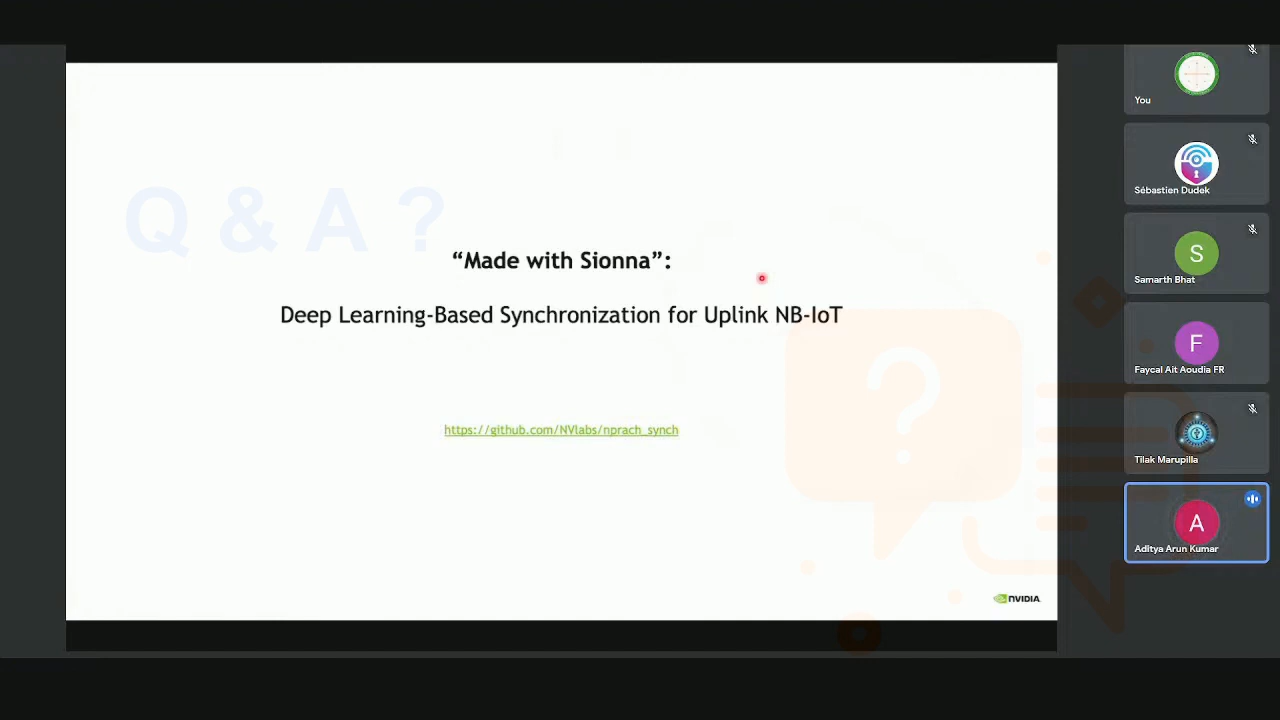 Q & A ?
“Made with Sionna”:
Deep Learning-Based Synchronization for Uplink NB-IoT
https://github.com/NVlabs/nprach_synch
NVIDIA
You
Sébastien Dudek
S
Samarth Bhat
F
Faycal Ait Aoudia FR
Tilak Marupilla
A
Aditya Arun Kumar